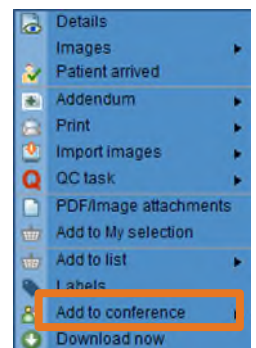 Details
Images
Patient arrived
Addendum
Print
Import images
Q QC task
PDF/Image attachments
Add to My selection
Add to list
Labels
Add to conference
Download now